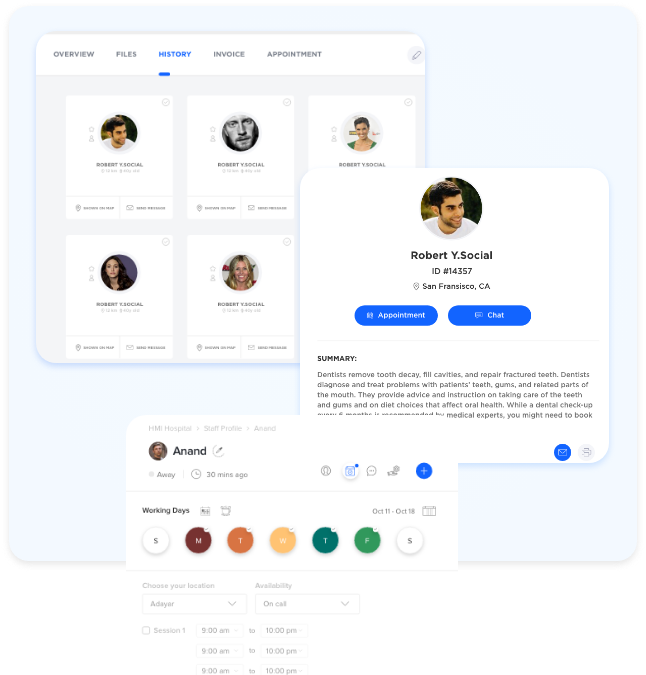 OVERVIEW FILES HISTORY INVOICE APPOINTMENT
ROBERT Y.SOCIAL ROBERT Y.SOCIAL ROBERT Y.SOCIAL
SHOWN ON MAP SEND MESSAGE SHOWN ON MAP SEND MESSAGE
ROBERT Y.SOCIAL ROBERT Y.SOCIAL
SHOWN ON MAP SEND MESSAGE SHOWN ON MAP SEND MESSAGE
Robert Y.Social
ID #14357
San Fransisco, CA
Appointment Chat
SUMMARY:
Dentists remove tooth decay, fill cavities, and repair fractured teeth. Dentists
diagnose and treat problems with patients' teeth, gums, and related parts of
the mouth. They provide advice and instruction on taking care of the teeth
and gums and on diet choices that affect oral health. While a dental check-up
every 6 months is recommended by medical experts, you might need to book
HMI Hospital > Staff Profile > Anand
Anand
Away 30 mins ago
Working Days Oct 11 - Oct 18
S M T W T F S
Choose your location Availability
Adayar On call
Session 1 9:00 am to 10:00 pm
9:00 am to 10:00 pm
9:00 am to 10:00 pm